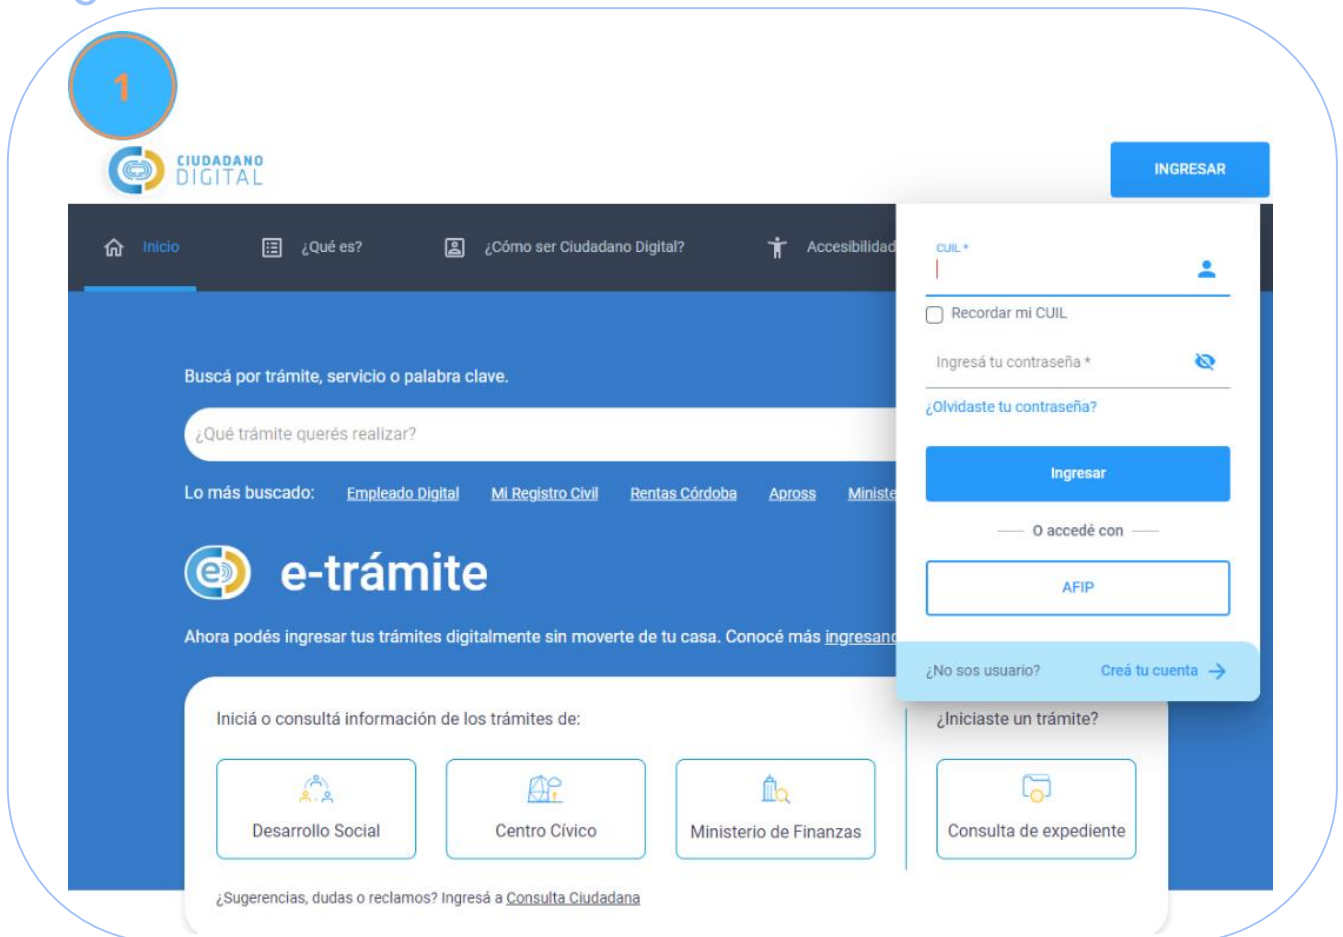 1
CIUDADANO
DIGITAL
INGRESAR
Inicio
¿Qué es?
¿Cómo ser Ciudadano Digital?
Accesibilidad
CUIL *
Recordar mi CUIL
Ingresá tu contraseña *
¿Olvidaste tu contraseña?
Ingresar
O accedé con
AFIP
¿No sos usuario? Creá tu cuenta →
Buscá por trámite, servicio o palabra clave.
¿Qué trámite querés realizar?
Lo más buscado: Empleado Digital Mi Registro Civil Rentas Córdoba Apross Ministe
e-trámite
Ahora podés ingresar tus trámites digitalmente sin moverte de tu casa. Conocé más ingresand
Iniciá o consultá información de los trámites de:
Desarrollo Social
Centro Cívico
Ministerio de Finanzas
¿Iniciaste un trámite?
Consulta de expediente
¿Sugerencias, dudas o reclamos? Ingresá a Consulta Ciudadana